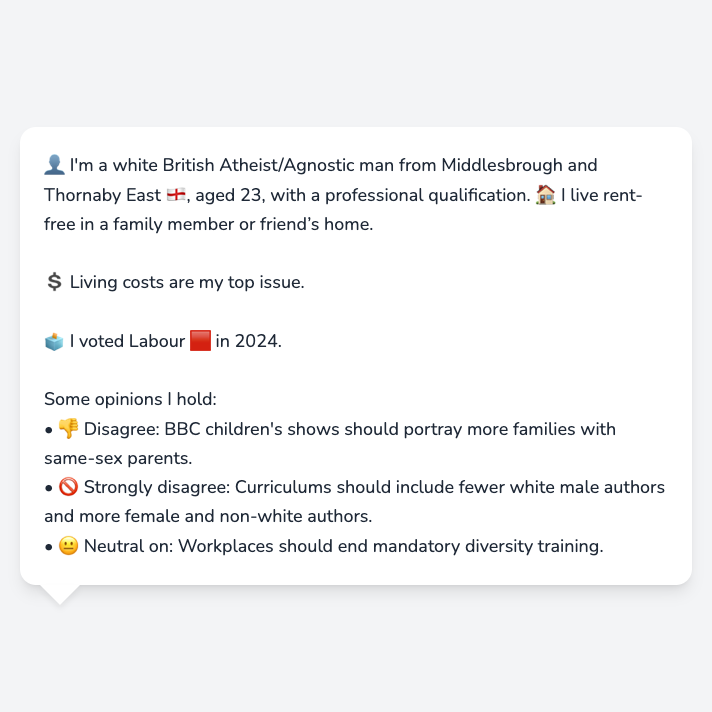 👤 I'm a white British Atheist/Agnostic man from Middlesbrough and
Thornaby East 🏴󠁧󠁢󠁥󠁮󠁧󠁿, aged 23, with a professional qualification. 🏠 I live rent-
free in a family member or friend’s home.
💲 Living costs are my top issue.
🗳️ I voted Labour 🟥 in 2024.
Some opinions I hold:
• 👎 Disagree: BBC children's shows should portray more families with
same-sex parents.
• 🚫 Strongly disagree: Curriculums should include fewer white male authors
and more female and non-white authors.
• 😐 Neutral on: Workplaces should end mandatory diversity training.